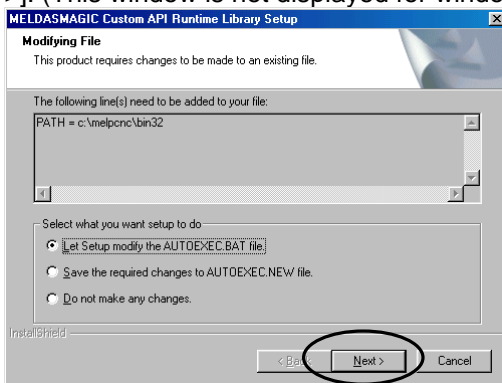 >]. (This window is not displayed for windo
MELDASMAGIC Custom API Runtime Library Setup
Modifying File
This product requires changes to be made to an existing file.
The following line(s) need to be added to your file:
PATH = c:\melpcnc\bin32
Select what you want setup to do
Let Setup modify the AUTOEXEC.BAT file.
Save the required changes to AUTOEXEC.NEW file.
Do not make any changes.
InstallShield
< Back Next > Cancel